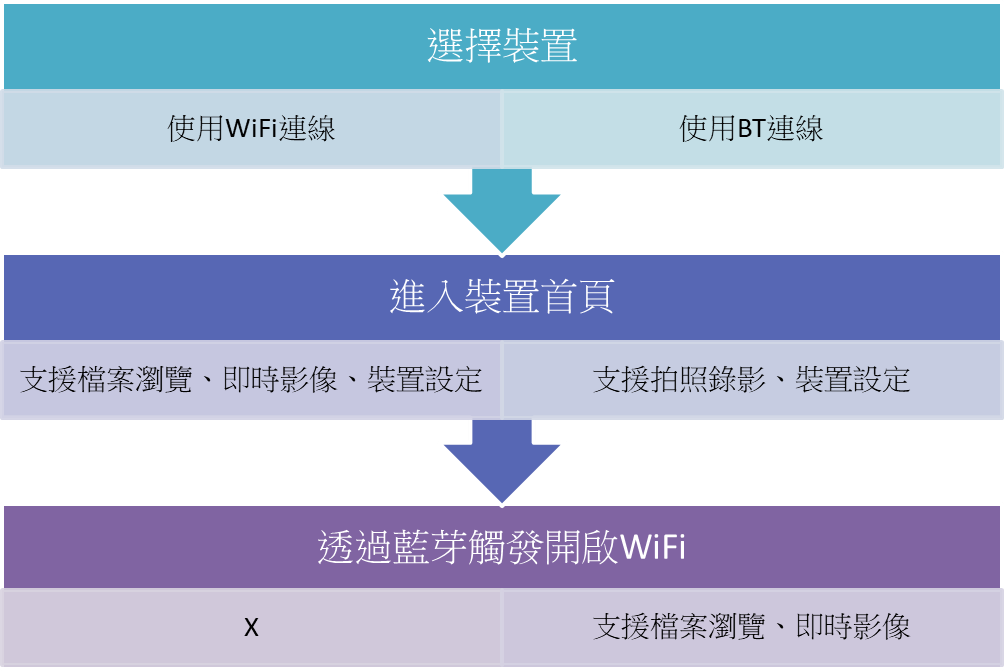 選擇裝置
使用WiFi連線
使用BT連線
進入裝置首頁
支援檔案瀏覽、即時影像、裝置設定
支援拍照錄影、裝置設定
透過藍芽觸發開啟WiFi
X
支援檔案瀏覽、即時影像